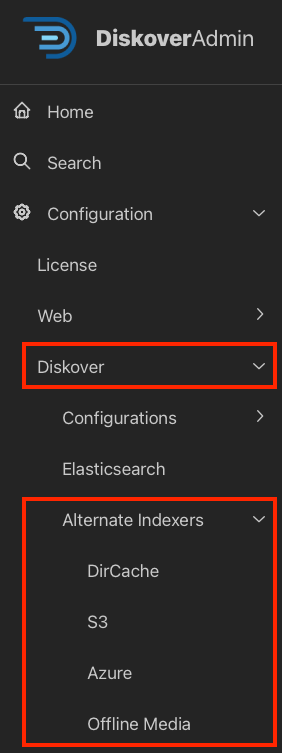 DiskoverAdmin
Home
Search
Configuration
License
Web
Diskover
Configurations
Elasticsearch
Alternate Indexers
DirCache
S3
Azure
Offline Media